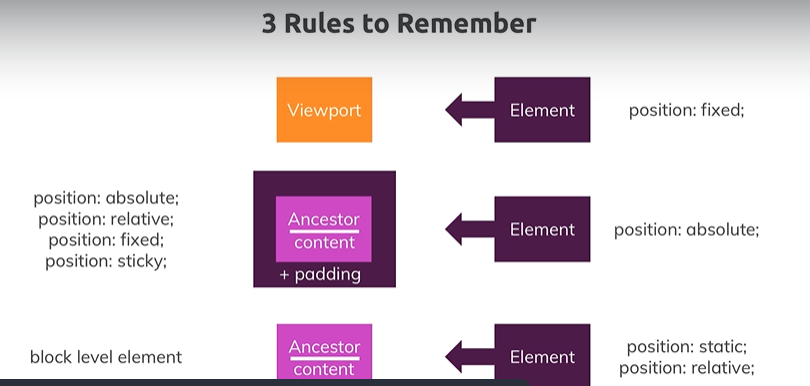 3 Rules to Remember
Viewport
Element
position: fixed;
position: absolute;
position: relative;
position: fixed;
position: sticky;
Ancestor
content
+ padding
Element
position: absolute;
block level element
Ancestor
content
Element
position: static;
position: relative;